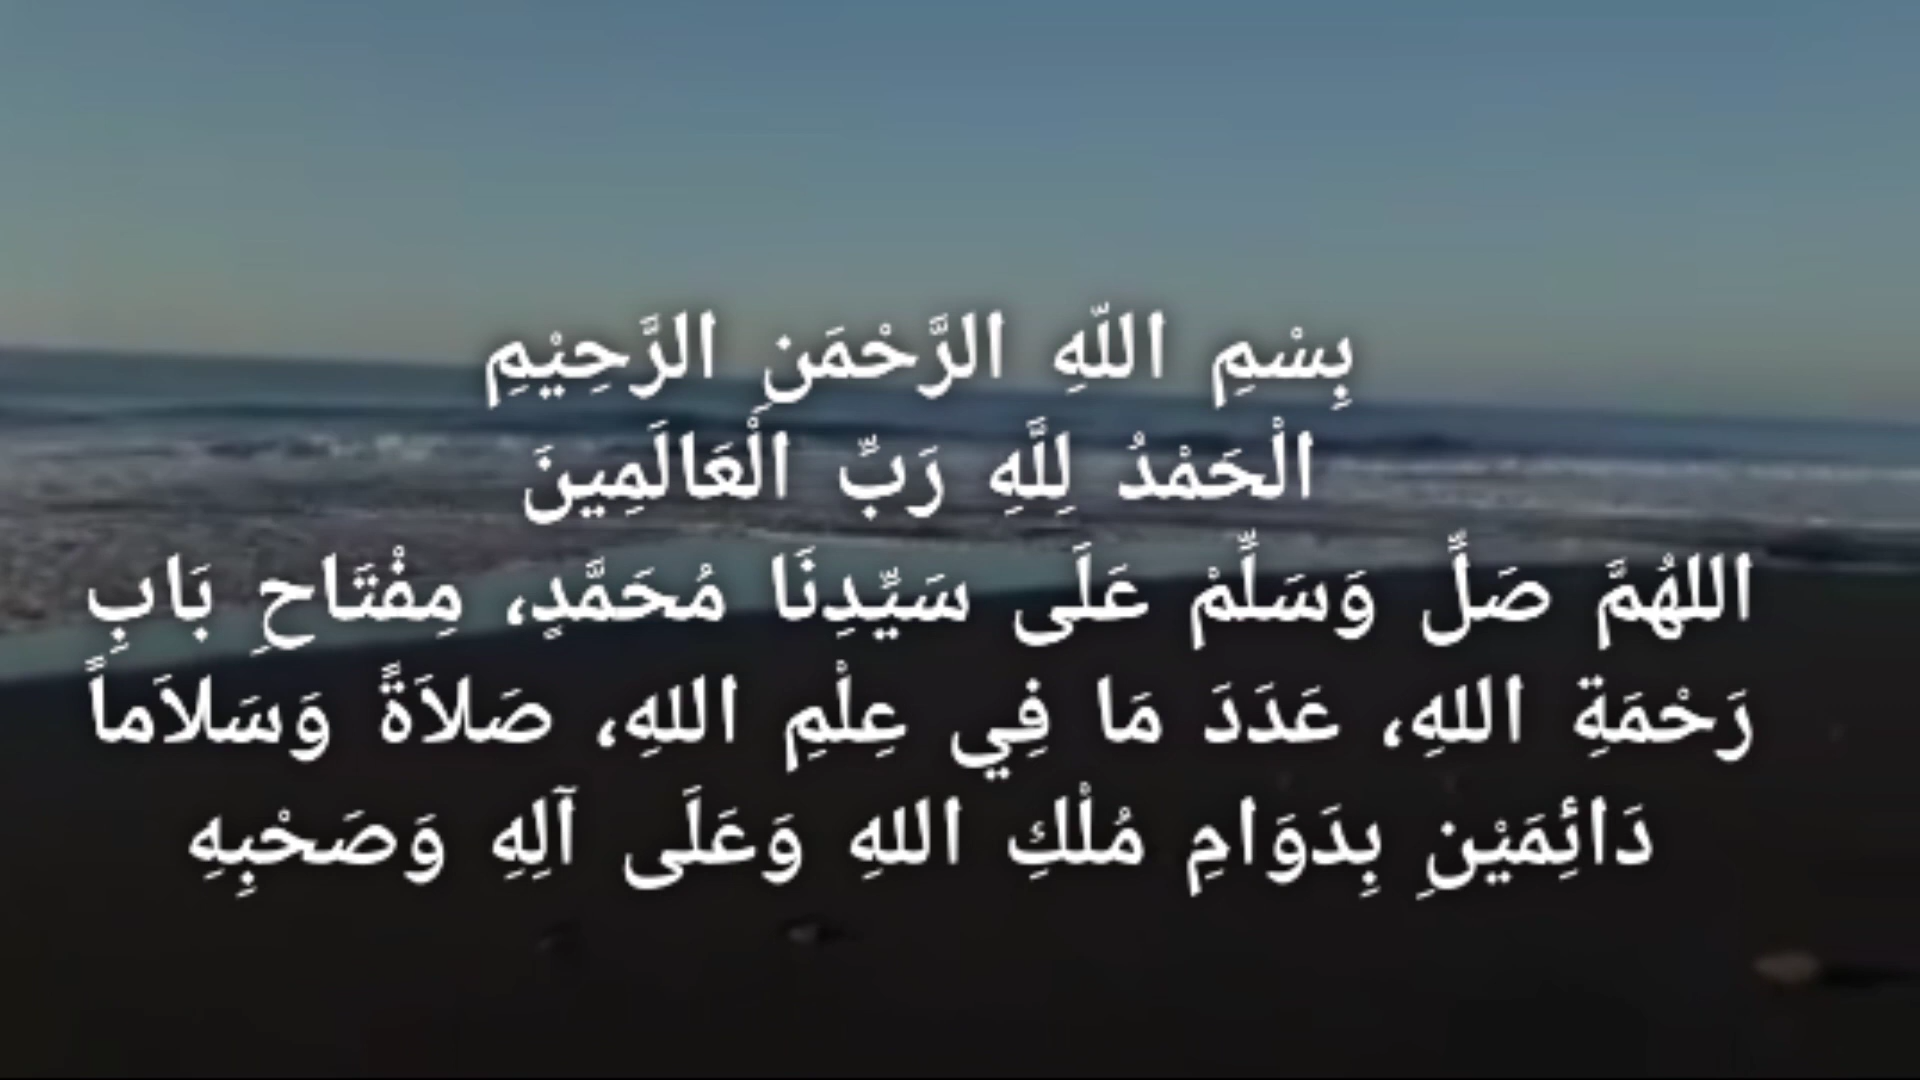 بِسْمِ اللّٰهِ الرَّحْمَنِ الرَّحِيْمِ
الْحَمْدُ لِلَّهِ رَبِّ الْعَالَمِينَ
اللهُمَّ صَلِّ وَسَلِّمْ عَلَى سَيِّدِنَا مُحَمَّدٍ، مِفْتَاحِ بَابِ
رَحْمَةِ اللهِ، عَدَدَ مَا فِي عِلْمِ اللهِ، صَلاَةً وَسَلاَماً
دَائِمَيْنِ بِدَوَامِ مُلْكِ اللهِ وَعَلَى آلِهِ وَصَحْبِهِ